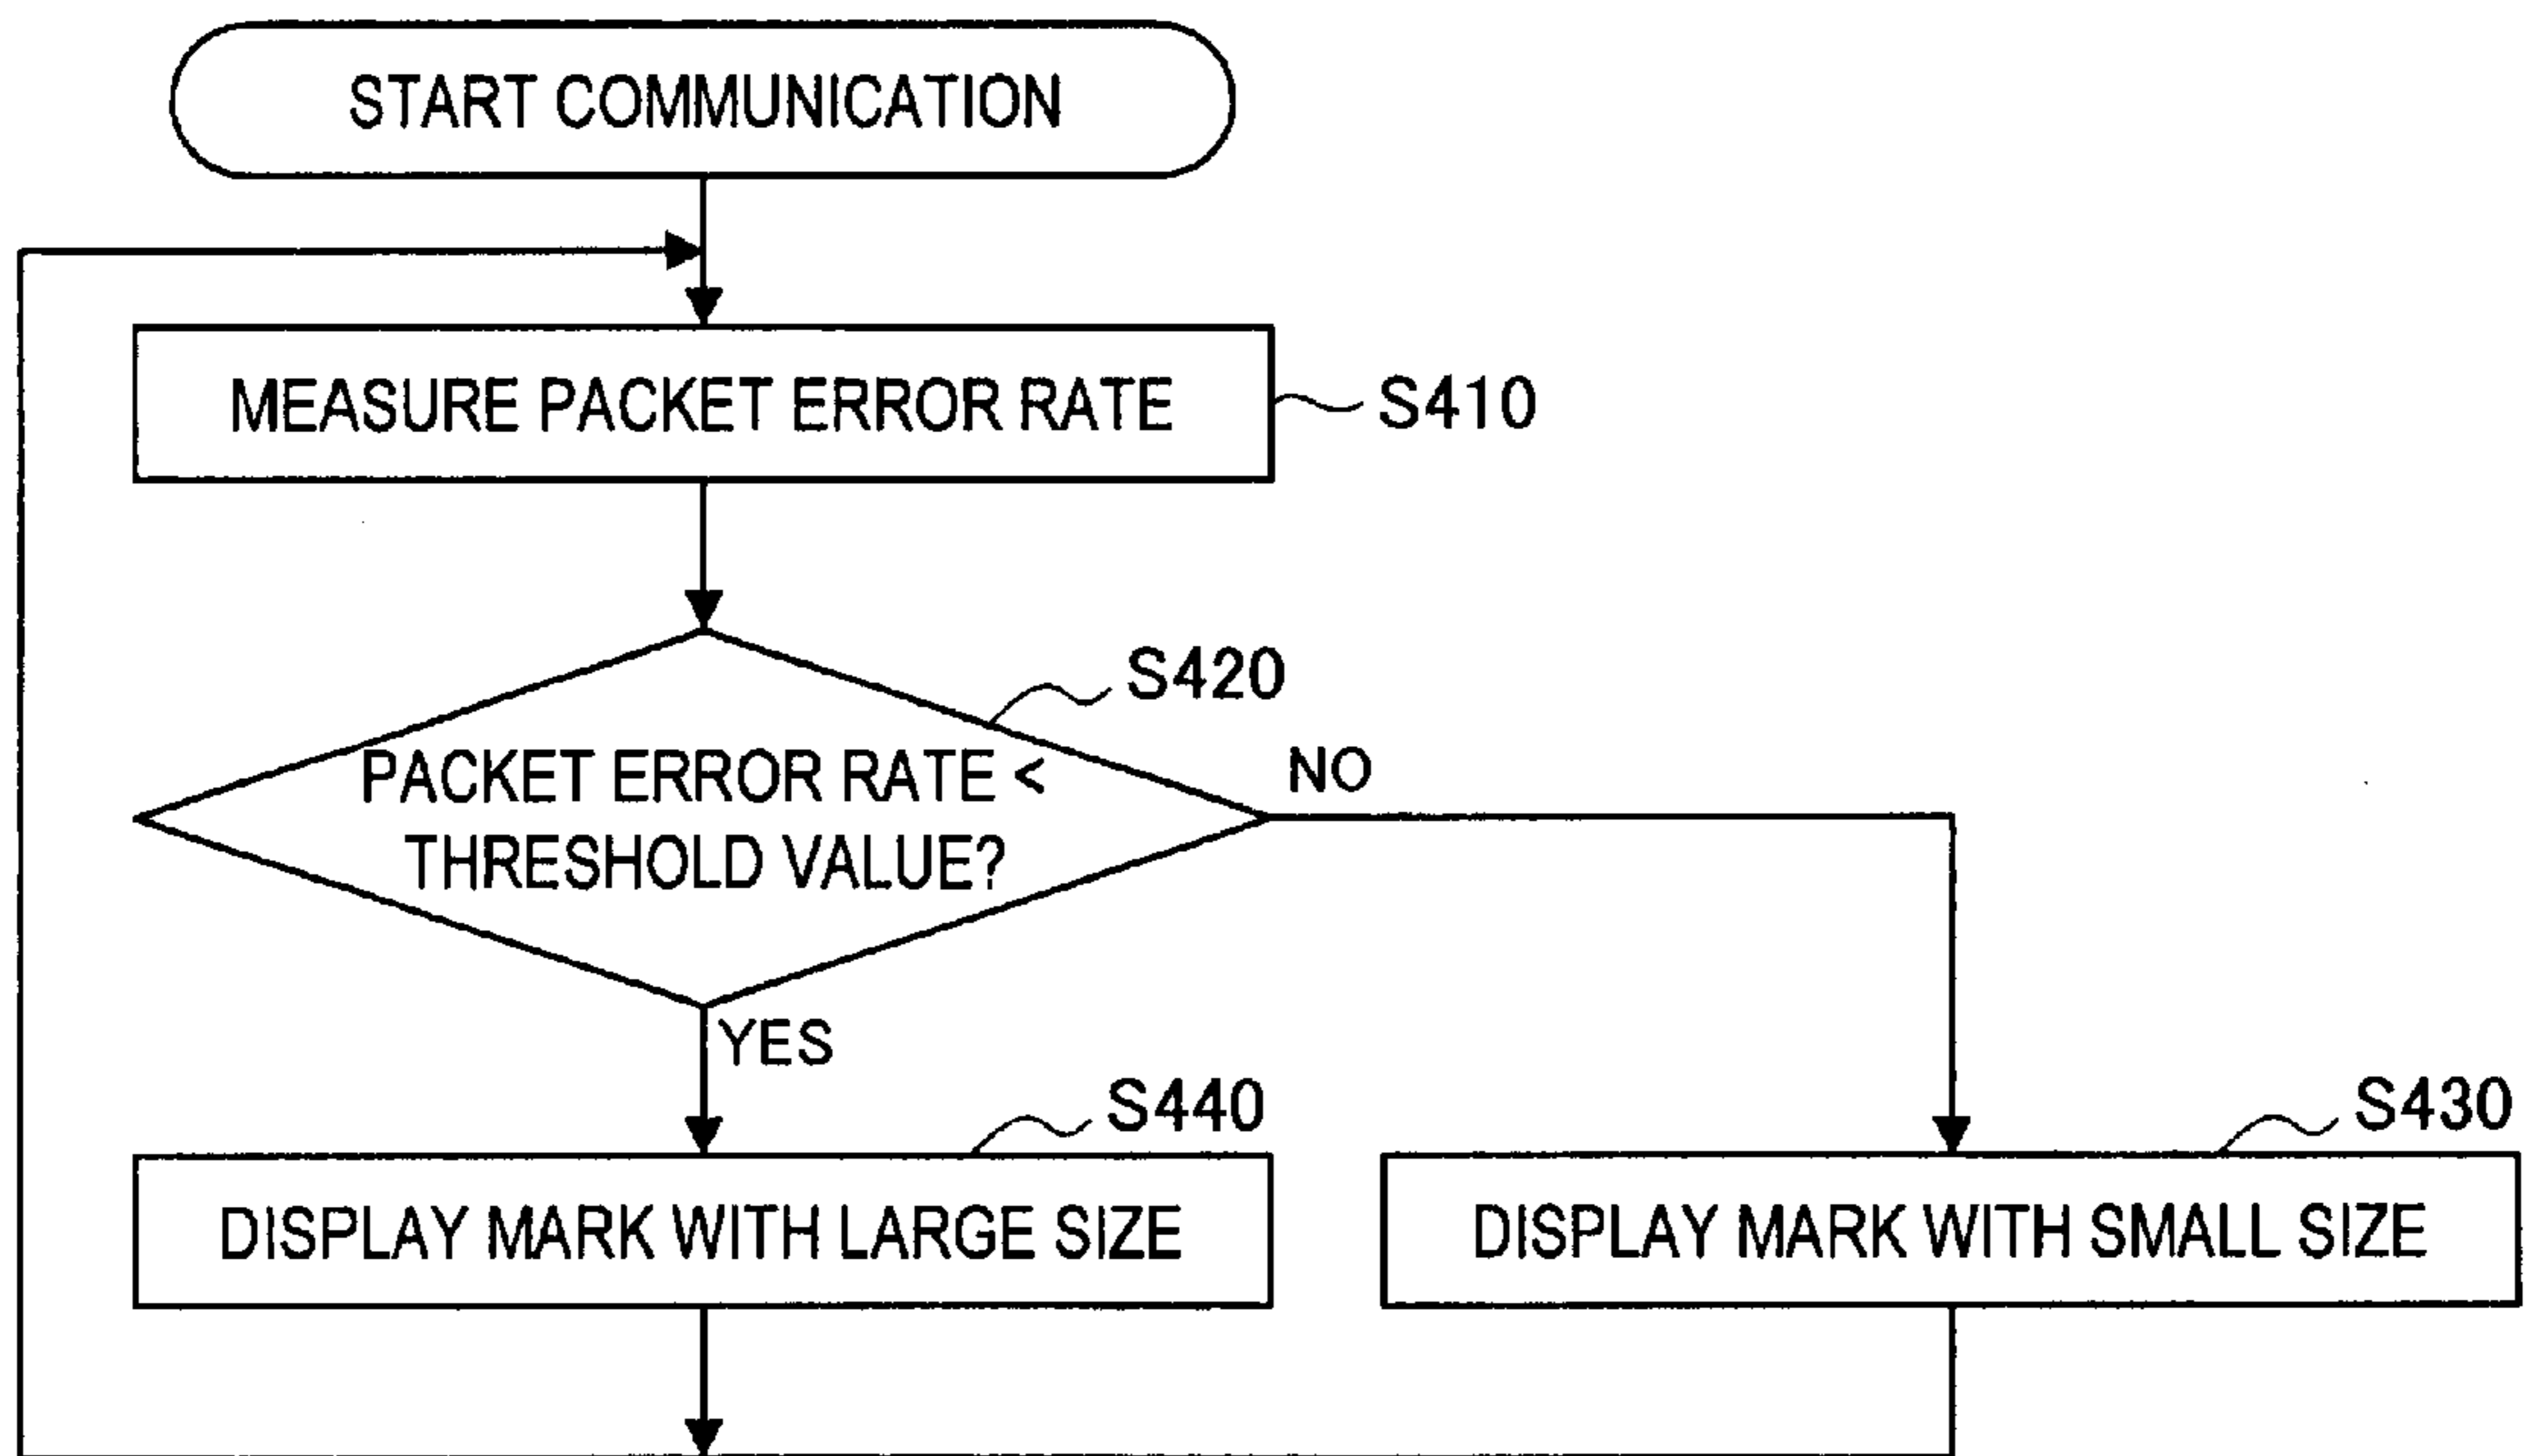 START COMMUNICATION
MEASURE PACKET ERROR RATE
S410
S420
PACKET ERROR RATE <
THRESHOLD VALUE?
NO
YES
S440
S430
DISPLAY MARK WITH LARGE SIZE
DISPLAY MARK WITH SMALL SIZE